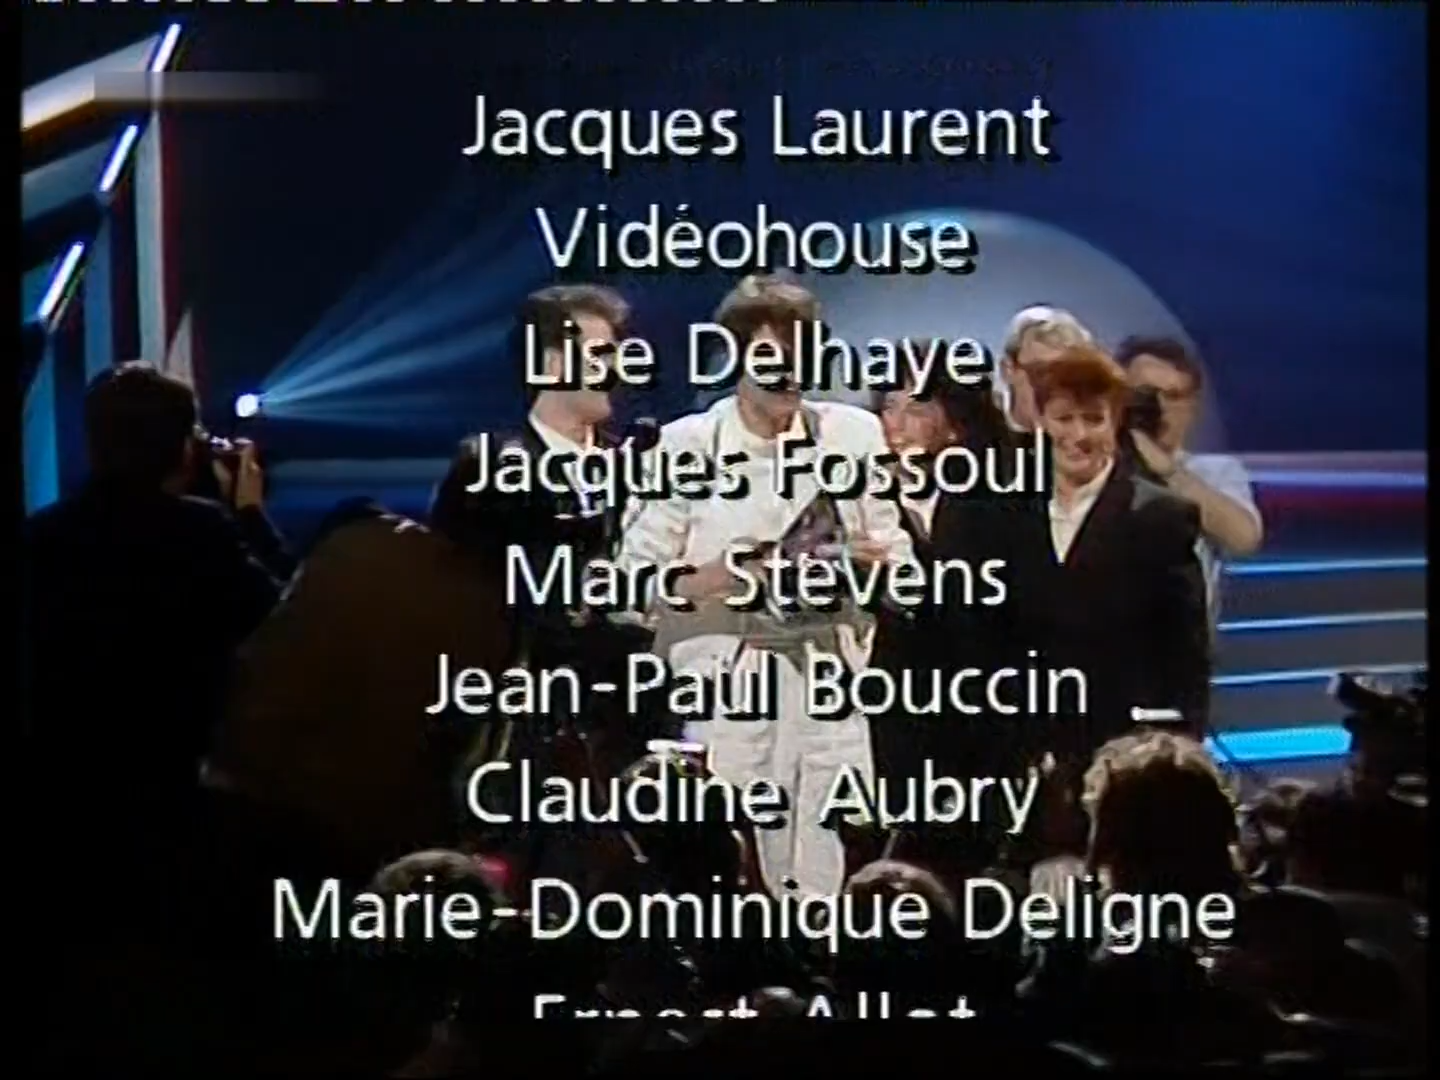 Jacques Laurent
Vidéohouse
Lise Delhaye
Jacques Fossoul
Marc Stevens
Jean-Paul Bouccin
Claudine Aubry
Marie-Dominique Deligne